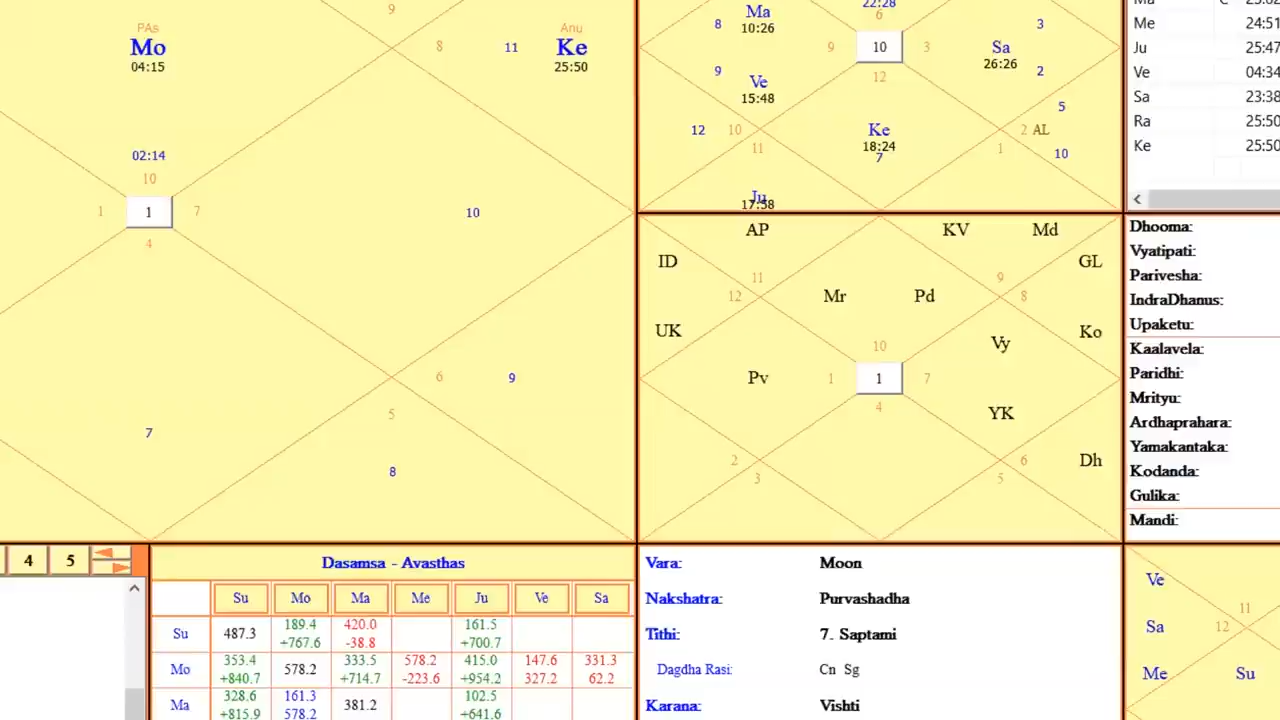 9
PAs
Mo
04:15
8
11
Anu
Ke
25:50
02:14
10
1
1
7
4
10
6
9
5
7
8
22:28
6
Ma
10:26
8
9
10
3
Sa
26:26
3
12
2
9
Ve
15:48
5
12
10
11
Ke
18:24
7
2
AL
1
10
Ju
17:58
Me
24:51
Ju
25:47
Ve
04:34
Sa
23:38
Ra
25:50
Ke
25:50
AP
KV
Md
ID
GL
11
9
12
Mr
Pd
8
UK
Ko
10
Vy
Pv
1
1
7
4
YK
2
6
Dh
3
5
Dhooma:
Vyatipati:
Parivesha:
IndraDhanus:
Upaketu:
Kaalavela:
Paridhi:
Mrityu:
Ardhaprahara:
Yamakantaka:
Kodanda:
Gulika:
Mandi:
4 5
Dasamsa - Avasthas
Su Mo Ma Me Ju Ve Sa
Su 487.3 189.4 420.0 161.5
+767.6 -38.8 +700.7
Mo 353.4 578.2 333.5 578.2 415.0 147.6 331.3
+840.7 +714.7 -223.6 +954.2 327.2 62.2
Ma 328.6 161.3 381.2 102.5
+815.9 578.2 +641.6
Vara: Moon
Nakshatra: Purvashadha
Tithi: 7. Saptami
Dagdha Rasi: Cn Sg
Karana: Vishti
Ve
11
Sa
12
Me
Su